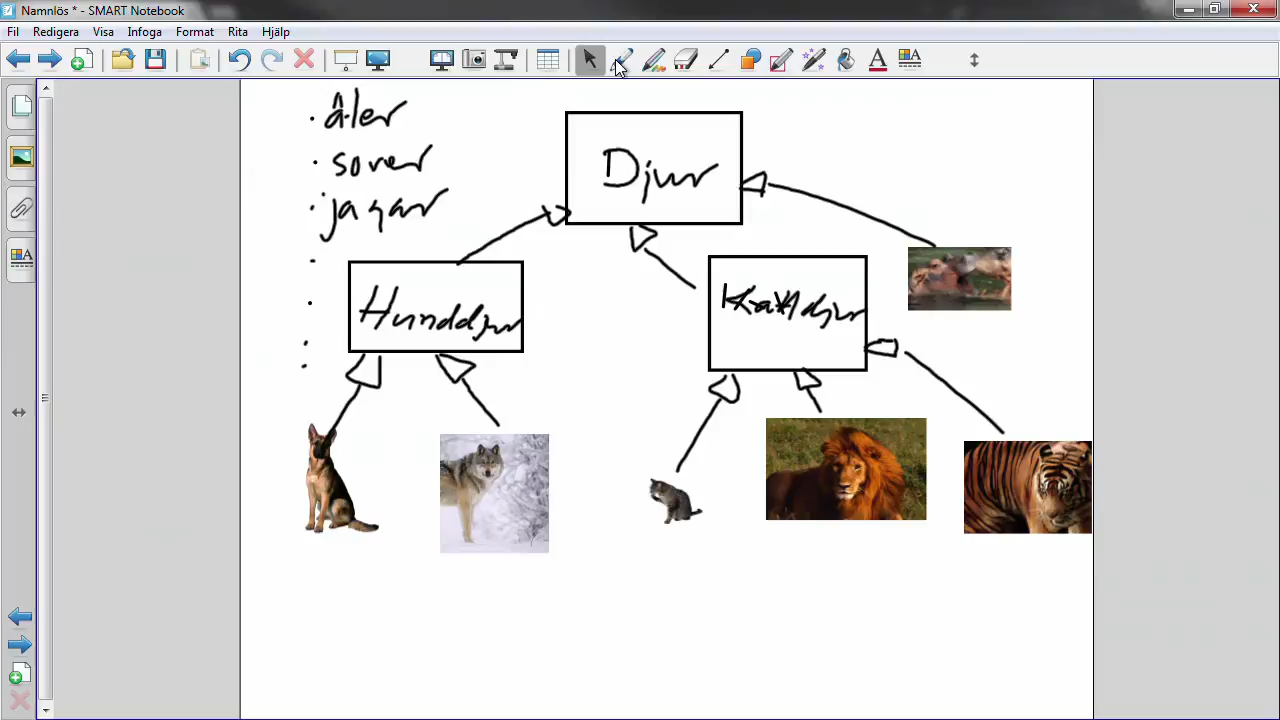 Namnlös * - SMART Notebook
Fil Redigera Visa Infoga Format Rita Hjälp
· äter
· sover
· jagar
Djur
Hunddjur
Kattdjur